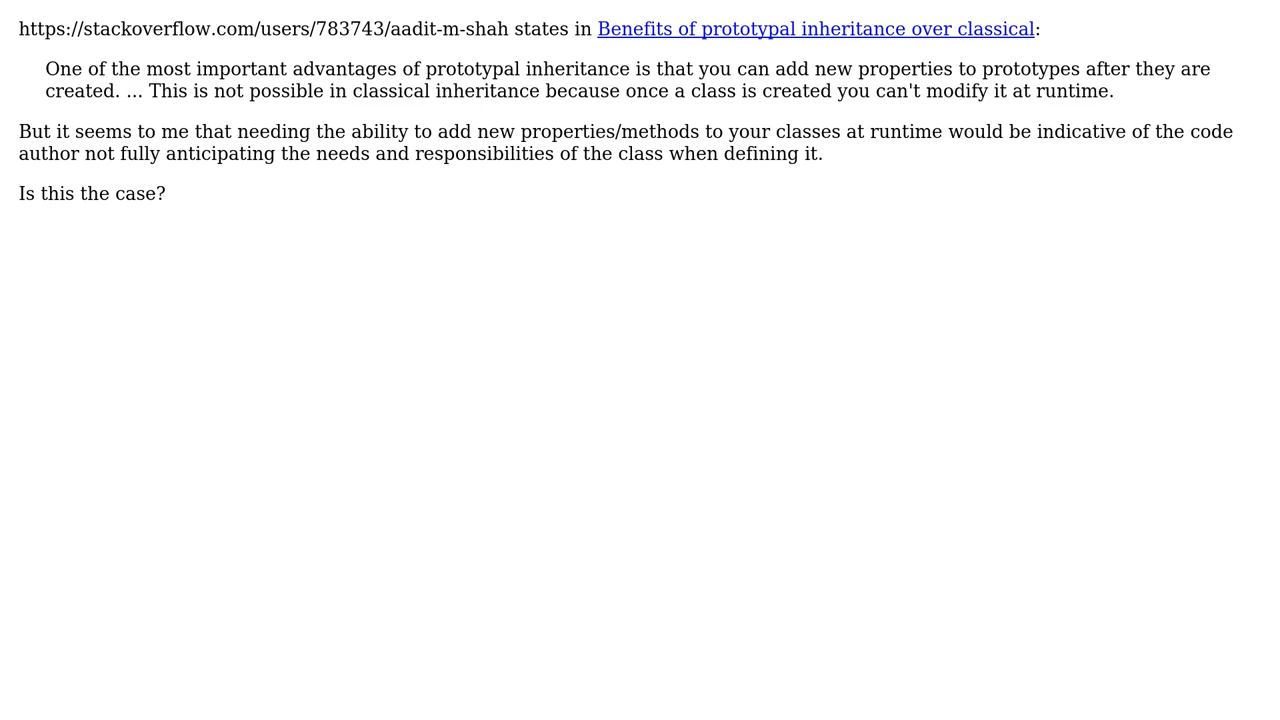 https://stackoverflow.com/users/783743/aadit-m-shah states in Benefits of prototypal inheritance over classical:
One of the most important advantages of prototypal inheritance is that you can add new properties to prototypes after they are
created. ... This is not possible in classical inheritance because once a class is created you can't modify it at runtime.
But it seems to me that needing the ability to add new properties/methods to your classes at runtime would be indicative of the code
author not fully anticipating the needs and responsibilities of the class when defining it.
Is this the case?